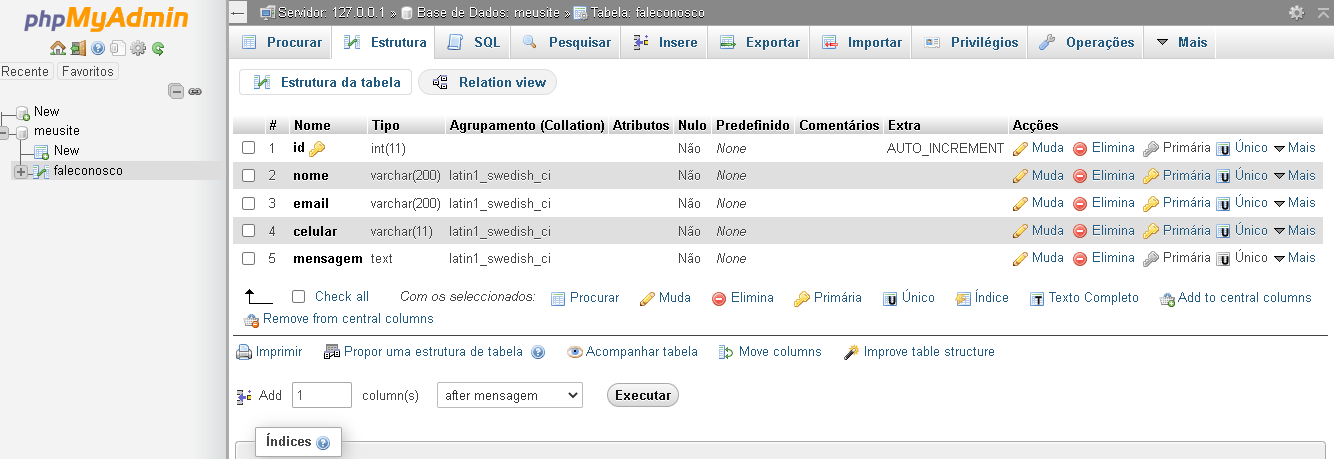 phpMyAdmin
Recente Favoritos
New
meusite
New
faleconosco
Servidor: 127.0.0.1 » Base de Dados: meusite » Tabela: faleconosco
Procurar Estrutura SQL Pesquisar Insere Exportar Importar Privilégios Operações Mais
Estrutura da tabela Relation view
# Nome Tipo Agrupamento (Collation) Atributos Nulo Predefinido Comentários Extra Acções
1 id int(11) Não None AUTO_INCREMENT Muda Elimina Primária Único Mais
2 nome varchar(200) latin1_swedish_ci Não None Muda Elimina Primária Único Mais
3 email varchar(200) latin1_swedish_ci Não None Muda Elimina Primária Único Mais
4 celular varchar(11) latin1_swedish_ci Não None Muda Elimina Primária Único Mais
5 mensagem text latin1_swedish_ci Não None Muda Elimina Primária Único Mais
Check all Com os seleccionados: Procurar Muda Elimina Primária Único Índice Texto Completo Add to central columns
Remove from central columns
Imprimir Propor uma estrutura de tabela Acompanhar tabela Move columns Improve table structure
Add 1 column(s) after mensagem Executar
Índices